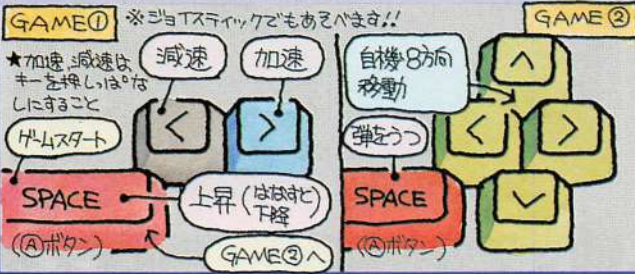 GAME① ※ジョイスティックでもあそべます!!
★加速、減速は
キーを押しっぱな
しにすること
減速
加速
<
>
ゲームスタート
SPACE
上昇(はなすと
下降)
(Ⓐボタン)
GAME②へ
GAME②
自機8方向
移動
^
<
>
弾をうつ
SPACE
(Ⓐボタン)
v